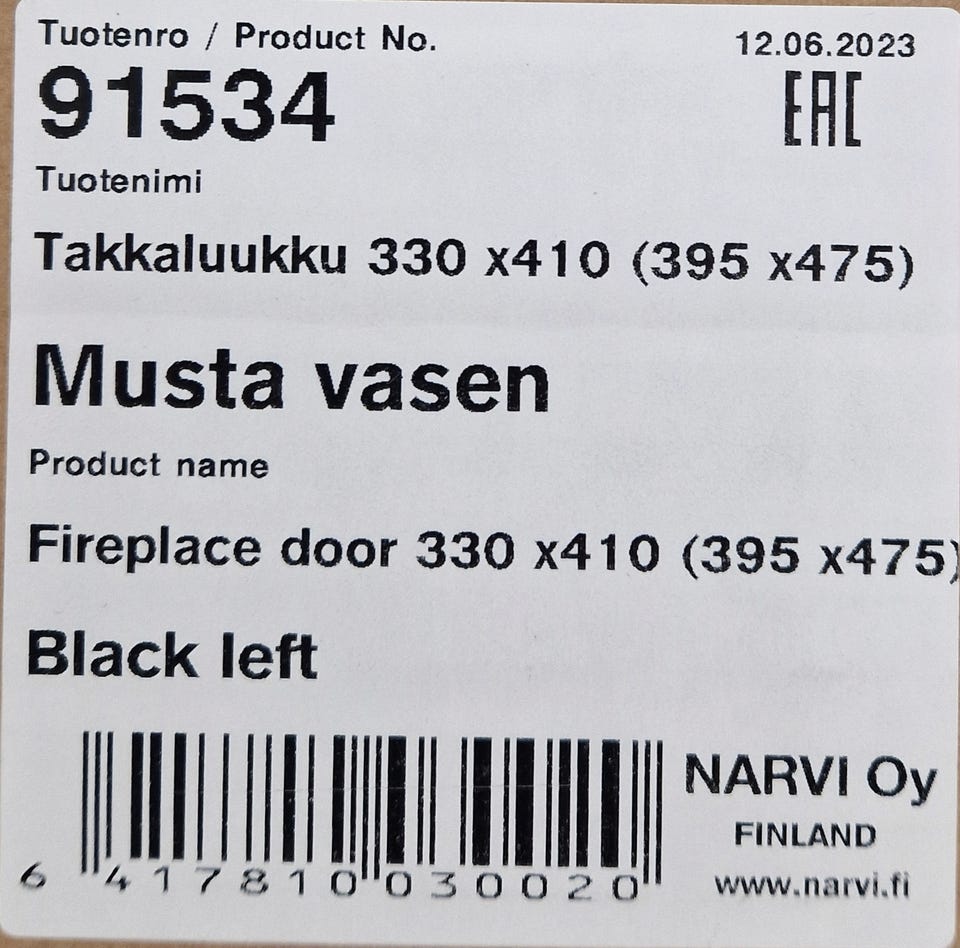 Tuotenro / Product No.
12.06.2023
91534
EAC
Tuotenimi
Takkaluukku 330 x410 (395 x475)
Musta vasen
Product name
Fireplace door 330 x410 (395 x475)
Black left
6 417810 030020
NARVI Oy
FINLAND
www.narvi.fi